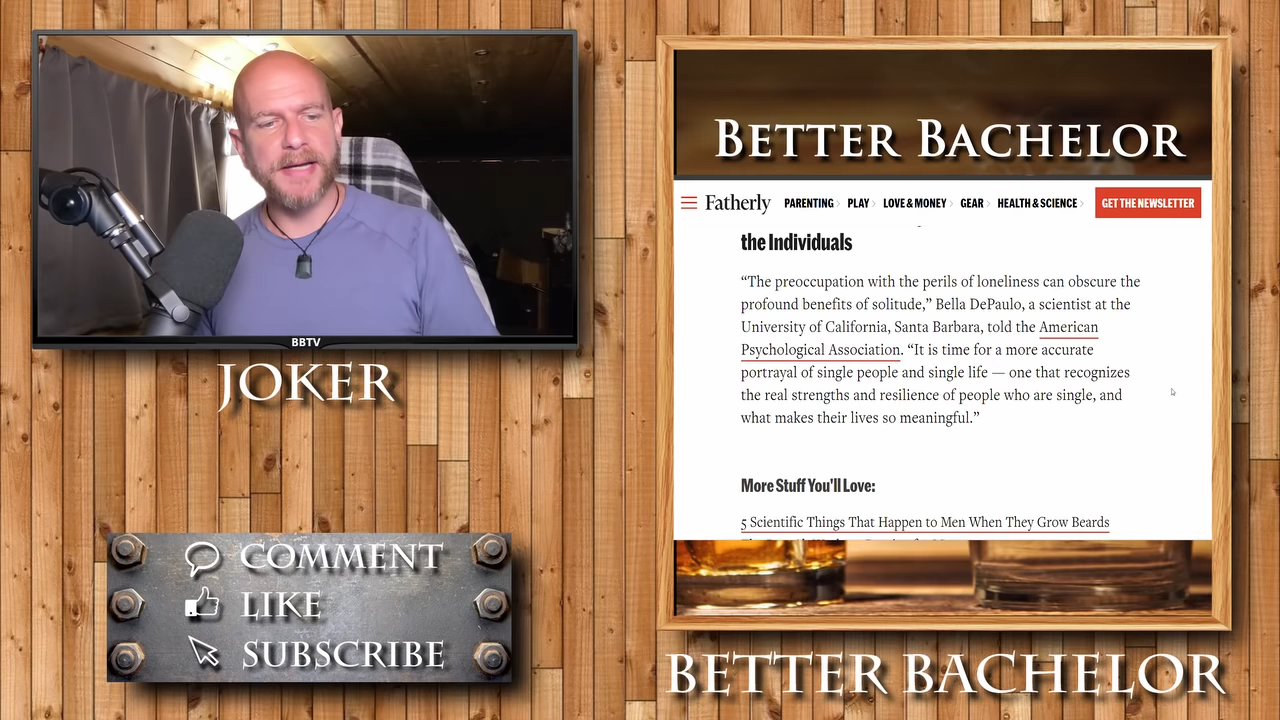 BBTV
JOKER
COMMENT
LIKE
SUBSCRIBE
BETTER BACHELOR
Fatherly PARENTING PLAY LOVE & MONEY GEAR HEALTH & SCIENCE GET THE NEWSLETTER
the Individuals
“The preoccupation with the perils of loneliness can obscure the
profound benefits of solitude,” Bella DePaulo, a scientist at the
University of California, Santa Barbara, told the American
Psychological Association. “It is time for a more accurate
portrayal of single people and single life — one that recognizes
the real strengths and resilience of people who are single, and
what makes their lives so meaningful.”
More Stuff You'll Love:
5 Scientific Things That Happen to Men When They Grow Beards
BETTER BACHELOR